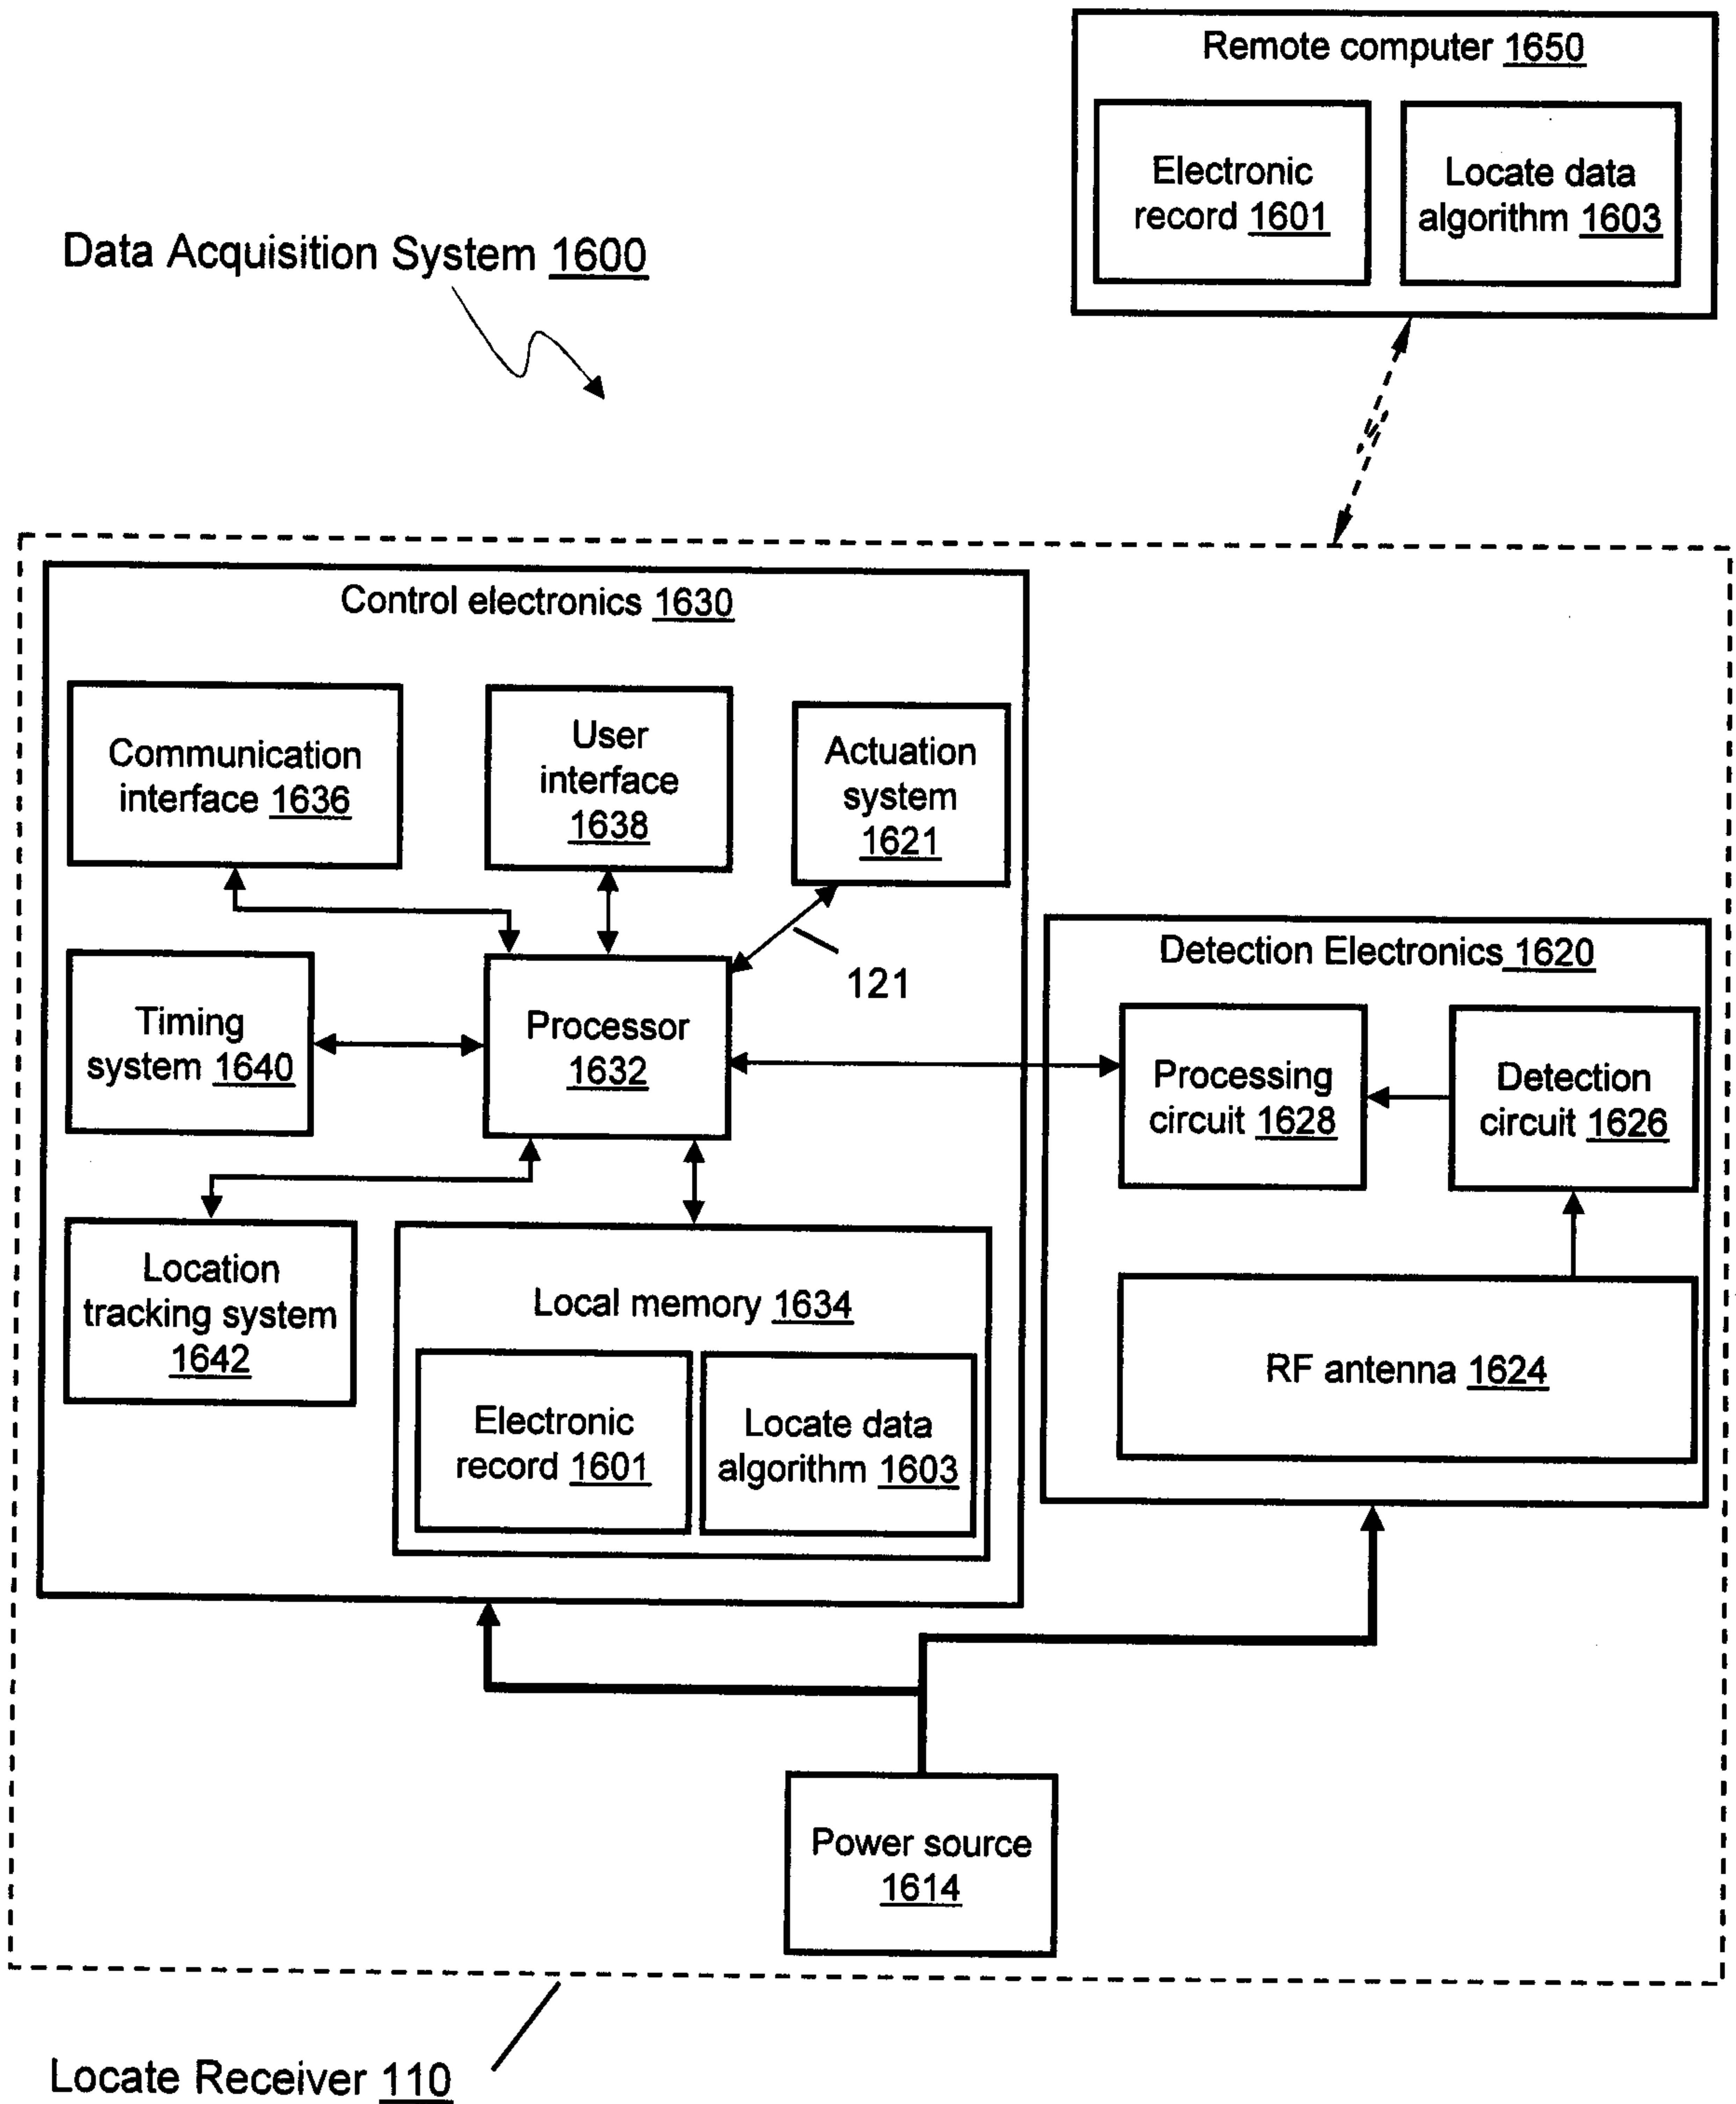 Remote computer 1650
Electronic
record 1601
Locate data
algorithm 1603
Data Acquisition System 1600
Control electronics 1630
Communication
interface 1636
User
interface
1638
Actuation
system
1621
121
Timing
system 1640
Processor
1632
Detection Electronics 1620
Processing
circuit 1628
Detection
circuit 1626
Location
tracking system
1642
Local memory 1634
Electronic
record 1601
Locate data
algorithm 1603
RF antenna 1624
Power source
1614
Locate Receiver 110